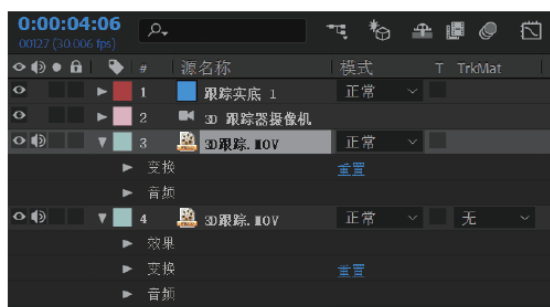 0:00:04:06
00127 (30.006 fps)
# 源名称 模式 T TrkMat
1 跟踪实底 1 正常
2 3D 跟踪器摄像机
3 3D跟踪.MOV 正常
变换 重置
音频
4 3D跟踪.MOV 正常 无
效果
变换 重置
音频